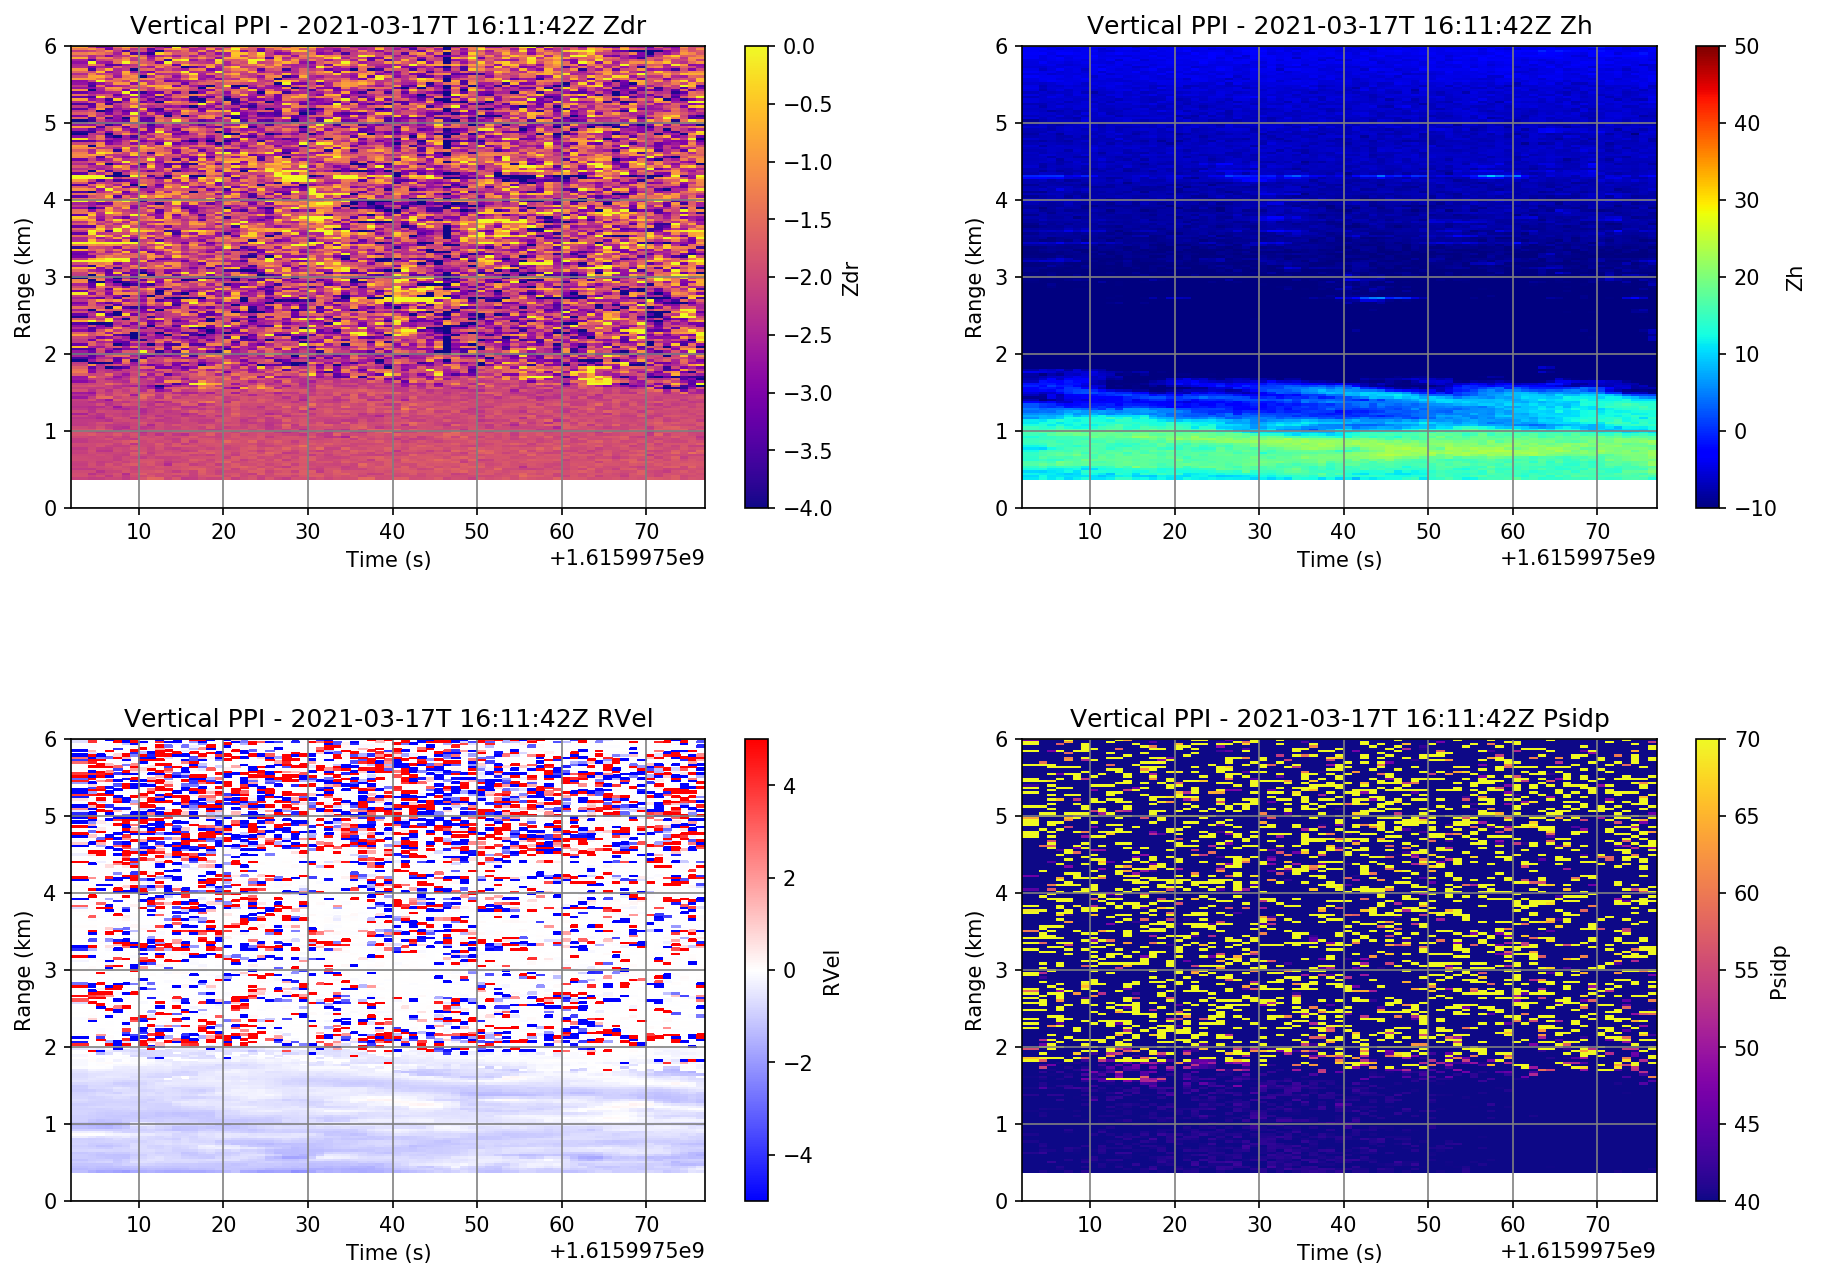 Vertical PPI - 2021-03-17T 16:11:42Z Zdr
6
5
4
3
2
1
0
Range (km)
10 20 30 40 50 60 70
Time (s)
+1.6159975e9
0.0
−0.5
−1.0
−1.5
−2.0
−2.5
−3.0
−3.5
−4.0
Zdr
Vertical PPI - 2021-03-17T 16:11:42Z Zh
6
5
4
3
2
1
0
Range (km)
10 20 30 40 50 60 70
Time (s)
+1.6159975e9
50
40
30
20
10
0
−10
Zh
Vertical PPI - 2021-03-17T 16:11:42Z RVel
6
5
4
3
2
1
0
Range (km)
10 20 30 40 50 60 70
Time (s)
+1.6159975e9
4
2
0
−2
−4
RVel
Vertical PPI - 2021-03-17T 16:11:42Z Psidp
6
5
4
3
2
1
0
Range (km)
10 20 30 40 50 60 70
Time (s)
+1.6159975e9
70
65
60
55
50
45
40
Psidp